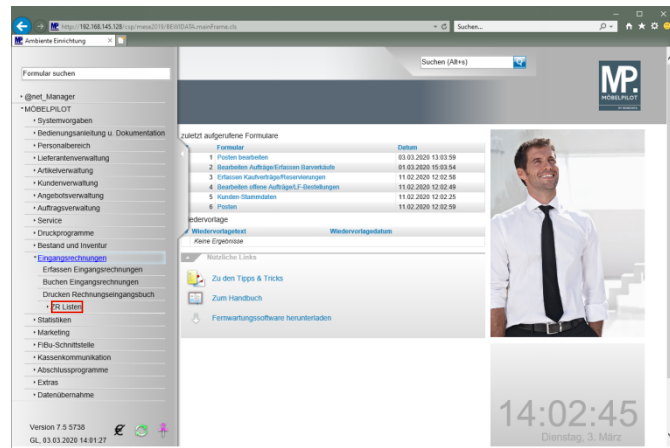 http://192.168.145.128/csp/mese2019/BEWIDATA.mainFrame.cls
Suchen...
Ambiente Einrichtung
Suchen (Alt+s)
Formular suchen
MP.
MÖBELPILOT
@net_Manager
MÖBELPILOT
Systemvorgaben
Bedienungsanleitung u. Dokumentation
Personalbereich
Lieferantenverwaltung
Artikelverwaltung
Kundenverwaltung
Angebotsverwaltung
Auftragsverwaltung
Service
Druckprogramme
Bestand und Inventur
Eingangsrechnungen
Erfassen Eingangsrechnungen
Buchen Eingangsrechnungen
Drucken Rechnungseingangsbuch
ZR Listen
Statistiken
Marketing
FiBu-Schnittstelle
Kassenkommunikation
Abschlussprogramme
Extras
Datenübernahme
Version 7.5 5738
GL, 03.03.2020 14:01:27
zuletzt aufgerufene Formulare
Formular Datum
1 Posten bearbeiten 03.03.2020 13:03:59
2 Bearbeiten Aufträge/Erfassen Barverkäufe 01.03.2020 15:03:54
3 Erfassen Kaufverträge/Reservierungen 11.02.2020 12:02:58
4 Bearbeiten offene Aufträge/LF-Bestellungen 11.02.2020 12:02:49
5 Kunden-Stammdaten 11.02.2020 12:02:25
6 Posten 11.02.2020 12:02:59
iedervorlage
Wiedervorlagetext Wiedervorlagedatum
Keine Ergebnisse
Nützliche Links
Zu den Tipps & Tricks
Zum Handbuch
Fernwartungssoftware herunterladen
14:02:45
Dienstag, 3. März